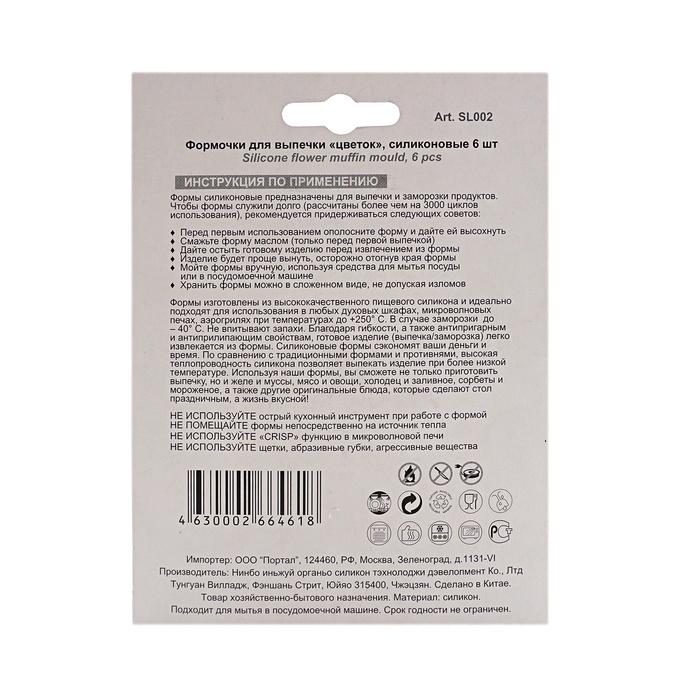 Art. SL002
Формочки для выпечки «цветок», силиконовые 6 шт
Silicone flower muffin mould, 6 pcs
ИНСТРУКЦИЯ ПО ПРИМЕНЕНИЮ
Формы силиконовые предназначены для выпечки и заморозки продуктов.
Чтобы формы служили долго (рассчитаны более чем на 3000 циклов
использования), рекомендуется придерживаться следующих советов:
♦ Перед первым использованием ополосните форму и дайте ей высохнуть
♦ Смажьте форму маслом (только перед первой выпечкой)
♦ Дайте остыть готовому изделию перед извлечением из формы
♦ Изделие будет проще вынуть, осторожно отогнув края формы
♦ Мойте формы вручную, используя средства для мытья посуды
или в посудомоечной машине
♦ Хранить формы можно в сложенном виде, не допуская изломов
Формы изготовлены из высококачественного пищевого силикона и идеально
подходят для использования в любых духовых шкафах, микроволновых
печах, аэрогрилях при температурах до +250° С. В случае заморозки до
– 40° С. Не впитывают запахи. Благодаря гибкости, а также антипригарным
и антиприлипающим свойствам, готовое изделие (выпечка/заморозка) легко
извлекается из формы. Силиконовые формы сэкономят ваши деньги и
время. По сравнению с традиционными формами и противнями, высокая
теплопроводность силикона позволяет выпекать изделие при более низкой
температуре. Используя наши формы, вы сможете не только приготовить
выпечку, но и желе и муссы, мясо и овощи, холодец и заливное, сорбеты и
мороженое, а также другие оригинальные блюда, которые сделают стол
праздничным, а жизнь вкусной!
НЕ ИСПОЛЬЗУЙТЕ острый кухонный инструмент при работе с формой
НЕ ПОМЕЩАЙТЕ формы непосредственно на источник тепла
НЕ ИСПОЛЬЗУЙТЕ «CRISP» функцию в микроволновой печи
НЕ ИСПОЛЬЗУЙТЕ щетки, абразивные губки, агрессивные вещества
4 630002 664618
Импортер: ООО "Портал", 124460, РФ, Москва, Зеленоград, д.1131-VI
Производитель: Нинбо иньжуй органьо силикон тэхнолоджи дэвелопмент Ко., Лтд
Тунгуан Вилладж, Фэншань Стрит, Юйяо 315400, Чжэцзян. Сделано в Китае.
Товар хозяйственно-бытового назначения. Материал: силикон.
Подходит для мытья в посудомоечной машине. Срок годности не ограничен.